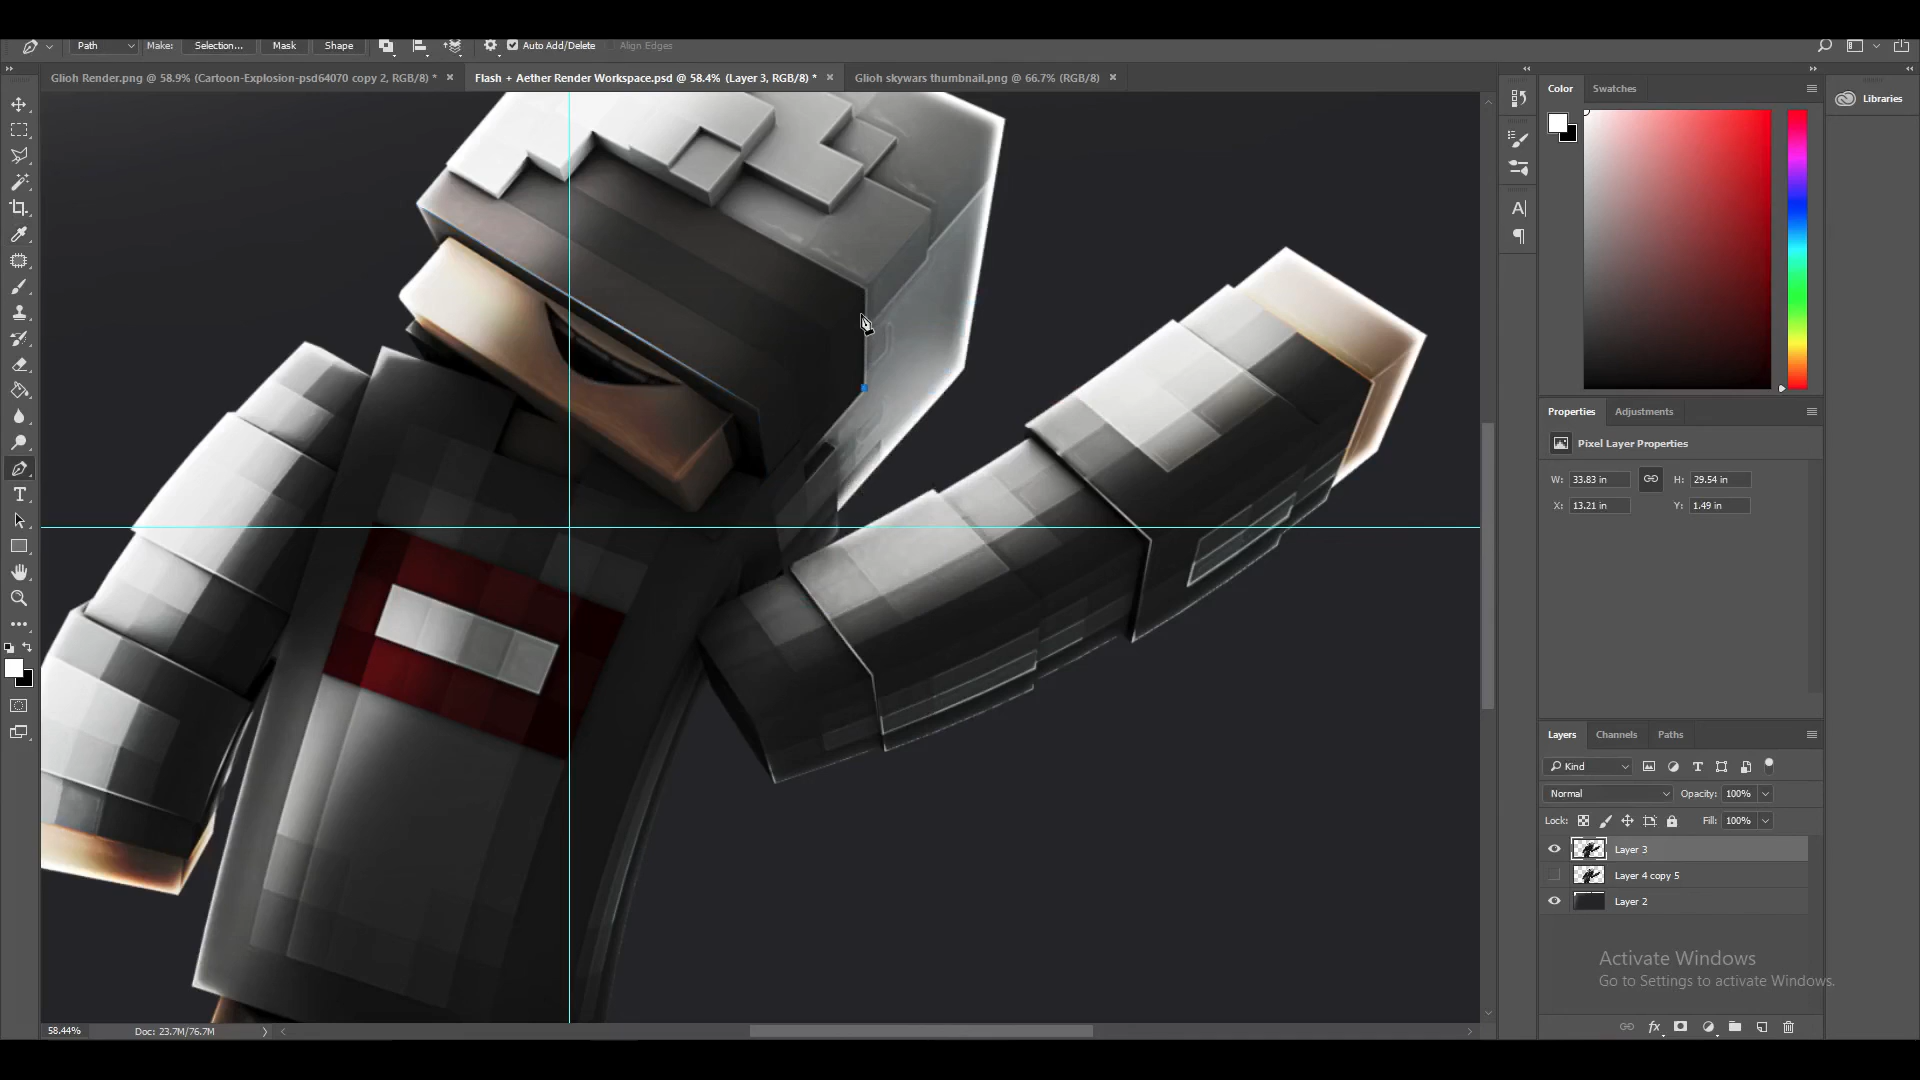 Path Make: Selection... Mask Shape Auto Add/Delete Align Edges
Glioh Render.png @ 58.9% (Cartoon-Explosion-psd64070 copy 2, RGB/8) * ×
Flash + Aether Render Workspace.psd @ 58.4% (Layer 3, RGB/8) * ×
Glioh skywars thumbnail.png @ 66.7% (RGB/8) ×
Color Swatches
Libraries
Properties Adjustments
Pixel Layer Properties
W: 33.83 in H: 29.54 in
X: 13.21 in Y: 1.49 in
Layers Channels Paths
Kind
Normal Opacity: 100%
Lock: Fill: 100%
Layer 3
Layer 4 copy 5
Layer 2
Activate Windows
Go to Settings to activate Windows.
58.44% Doc: 23.7M/76.7M